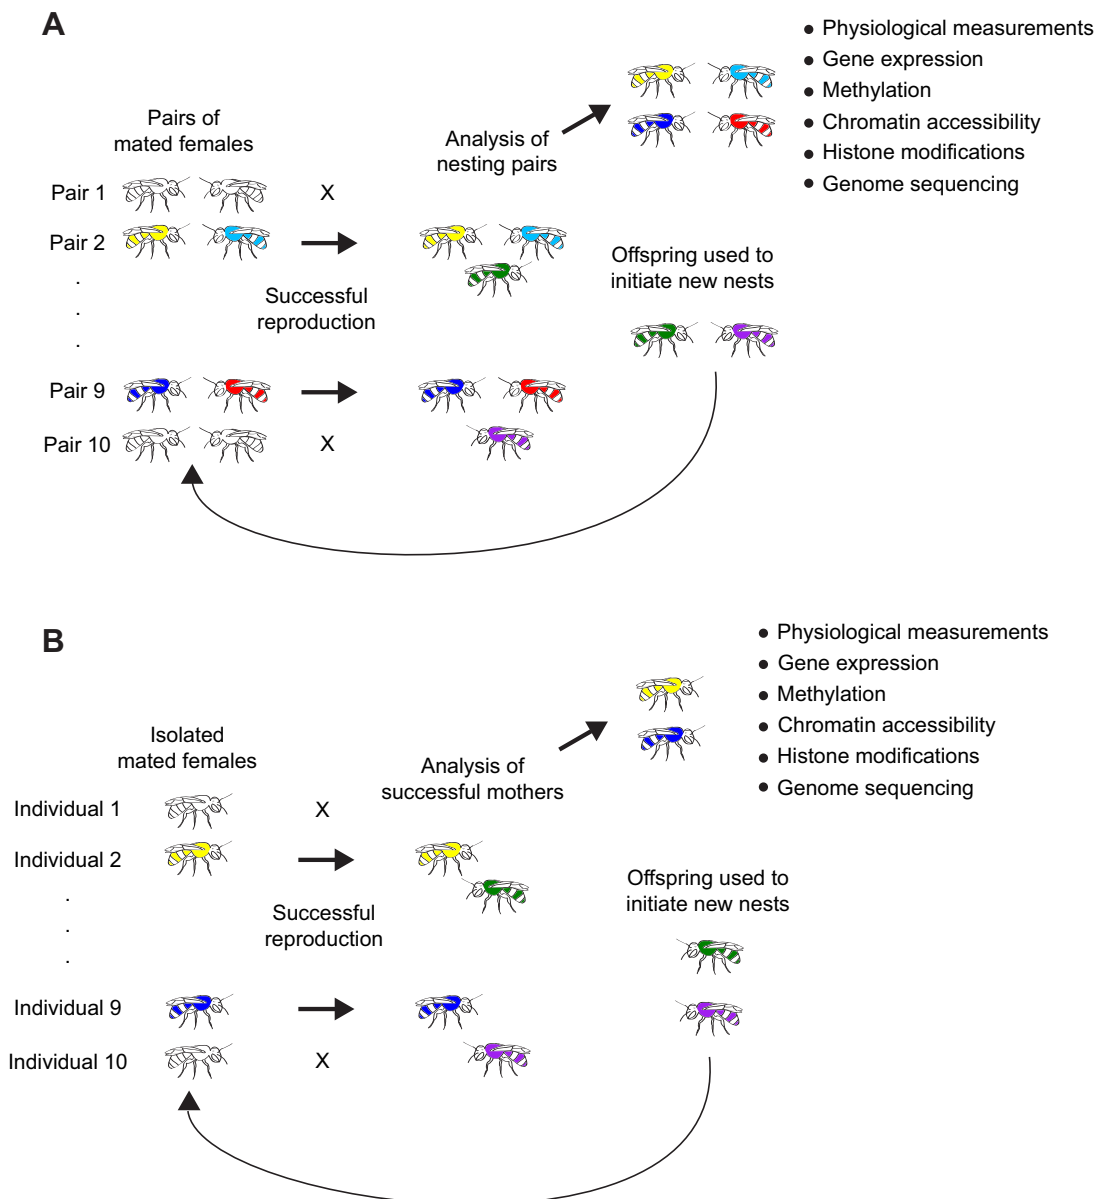 A
Pairs of
mated females
Pair 1
X
Pair 2
.
.
.
Successful
reproduction
Pair 9
Pair 10
X
Analysis of
nesting pairs
• Physiological measurements
• Gene expression
• Methylation
• Chromatin accessibility
• Histone modifications
• Genome sequencing
Offspring used to
initiate new nests
B
Isolated
mated females
Individual 1
X
Individual 2
.
.
.
Successful
reproduction
Individual 9
Individual 10
X
Analysis of
successful mothers
• Physiological measurements
• Gene expression
• Methylation
• Chromatin accessibility
• Histone modifications
• Genome sequencing
Offspring used to
initiate new nests